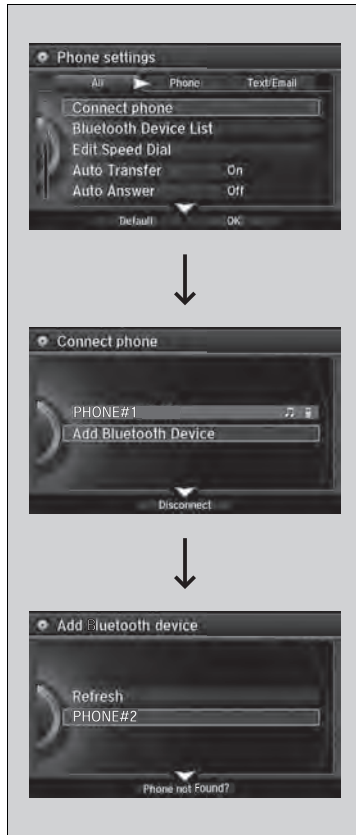 Phone settings
All Phone Text/Email
Connect phone
Bluetooth Device List
Edit Speed Dial
Auto Transfer On
Auto Answer Off
Default OK
Connect phone
PHONE#1
Add Bluetooth Device
Disconnect
Add Bluetooth device
Refresh
PHONE#2
Phone not Found?